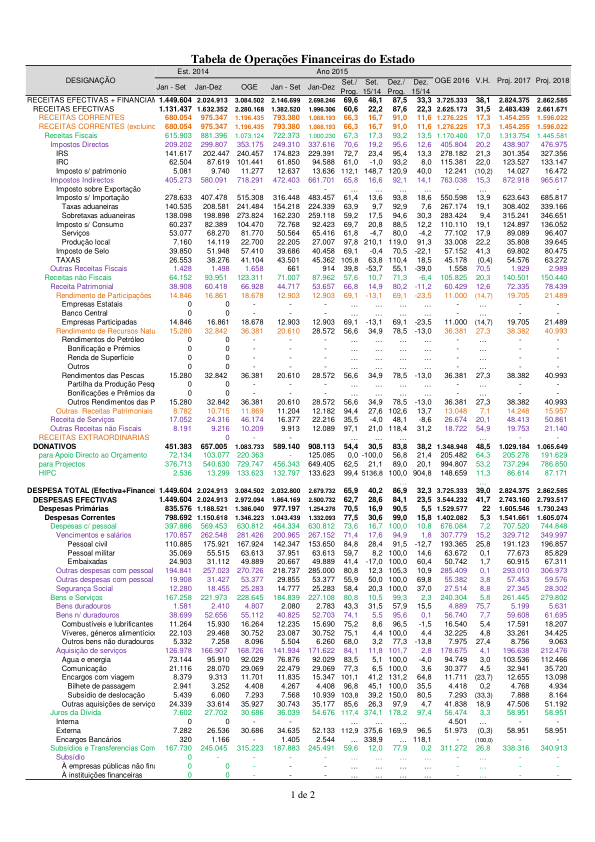 Tabela de Operações Financeiras do Estado
DESIGNAÇÃO Est. 2014 Ano 2015 OGE 2016 V.H. Proj. 2017 Proj. 2018
Jan - Set Jan-Dez OGE Jan - Set Jan-Dez Set./ Prog. Set. 15/14 Dez./ Prog. Dez. 15/14
RECEITAS EFECTIVAS + FINANCIAM 1.449.604 2.024.913 3.084.502 2.146.699 2.698.246 69,6 48,1 87,5 33,3 3.725.333 38,1 2.824.375 2.862.585
RECEITAS EFECTIVAS 1.131.437 1.632.352 2.280.168 1.382.520 1.996.306 60,6 22,2 87,6 22,3 2.625.173 31,5 2.483.439 2.661.671
RECEITAS CORRENTES 680.054 975.347 1.196.435 793.380 1.088.193 66,3 16,7 91,0 11,6 1.276.225 17,3 1.454.255 1.596.022
RECEITAS CORRENTES (excluinc 680.054 975.347 1.196.435 793.380 1.088.193 66,3 16,7 91,0 11,6 1.276.225 17,3 1.454.255 1.596.022
Receitas Fiscais 615.903 881.396 1.073.124 722.373 1.000.230 67,3 17,3 93,2 13,5 1.170.400 17,0 1.313.754 1.445.581
Impostos Directos 209.202 299.807 353.175 249.310 337.616 70,6 19,2 95,6 12,6 405.804 20,2 438.907 476.975
IRS 141.617 202.447 240.457 174.823 229.391 72,7 23,4 95,4 13,3 278.182 21,3 301.354 327.356
IRC 62.504 87.619 101.441 61.850 94.588 61,0 -1,0 93,2 8,0 115.381 22,0 123.527 133.147
Imposto s/ patrimonio 5.081 9.740 11.277 12.637 13.636 112,1 148,7 120,9 40,0 12.241 (10,2) 14.027 16.472
Impostos Indirectos 405.273 580.091 718.291 472.403 661.701 65,8 16,6 92,1 14,1 763.038 15,3 872.918 965.617
Imposto sobre Exportação - - - - - ... ... ... ... - ... - -
Imposto s/ Importação 278.633 407.478 515.308 316.448 483.457 61,4 13,6 93,8 18,6 550.590 13,9 623.643 685.817
Taxas aduaneiras 140.535 208.581 241.484 154.218 224.339 63,9 9,7 92,9 7,6 267.164 19,1 308.402 339.166
Sobretaxas aduaneiras 138.098 198.898 273.824 162.230 259.118 59,2 17,5 94,6 30,3 283.424 9,4 315.241 346.651
Imposto s/ Consumo 60.237 82.389 104.470 72.768 92.423 69,7 20,8 88,5 12,2 110.110 19,1 124.897 136.052
Serviços 53.077 68.270 81.770 50.564 65.416 61,8 -4,7 80,0 -4,2 77.102 17,9 89.089 96.407
Produção local 7.160 14.119 22.700 22.205 27.007 97,8 210,1 119,0 91,3 33.008 22,2 35.808 39.645
Imposto de Selo 39.850 51.948 57.410 39.686 40.458 69,1 -0,4 70,5 -22,1 57.152 41,3 69.802 80.475
TAXAS 26.553 38.276 41.104 43.501 45.362 105,8 63,8 110,4 18,5 45.178 (0,4) 54.576 63.272
Outras Receitas Fiscais 1.428 1.498 1.658 661 914 39,8 -53,7 55,1 -39,0 1.558 70,5 1.929 2.989
Receitas não Fiscais 64.152 93.951 123.311 71.007 87.962 57,6 10,7 71,3 -6,4 105.825 20,3 140.501 150.440
Receita Patrimonial 38.908 60.418 66.928 44.717 53.657 66,8 14,9 80,2 -11,2 60.429 12,6 72.335 78.439
Rendimento de Participações 14.846 16.861 18.678 12.903 12.903 69,1 -13,1 69,1 -23,5 11.000 (14,7) 19.705 21.489
Empresas Estatais 0 0 - - - ... ... ... ... - ... - -
Banco Central 0 0 - - - ... ... ... ... - ... - -
Empresas Participadas 14.846 16.861 18.678 12.903 12.903 69,1 -13,1 69,1 -23,5 11.000 (14,7) 19.705 21.489
Rendimento de Recursos Natu 15.280 32.842 36.381 20.610 28.572 56,6 34,9 78,5 -13,0 36.381 27,3 38.382 40.993
Rendimentos do Petróleo 0 0 - - - ... ... ... ... - ... - -
Bonificação e Prémios 0 0 - - - ... ... ... ... - ... - -
Renda de Superfície 0 0 - - - ... ... ... ... - ... - -
Outros 0 0 - - - ... ... ... ... - ... - -
Rendimentos das Pescas 15.280 32.842 36.381 20.610 28.572 56,6 34,9 78,5 -13,0 36.381 27,3 38.382 40.993
Partilha da Produção Pesq 0 0 - - - ... ... ... ... - ... - -
Bonificações e Prémios da 0 0 - - - ... ... ... ... - ... - -
Outros Rendimentos das P 15.280 32.842 36.381 20.610 28.572 56,6 34,9 78,5 -13,0 36.381 27,3 38.382 40.993
Outras Receitas Patrimoniais 8.782 10.715 11.869 11.204 12.182 94,4 27,6 102,6 13,7 13.048 7,1 14.248 15.957
Receita de Serviços 17.052 24.316 46.174 16.377 22.216 35,5 -4,0 48,1 -8,6 26.674 20,1 48.413 50.861
Outras Receitas não Fiscais 8.191 9.216 10.209 9.913 12.089 97,1 21,0 118,4 31,2 18.722 54,9 19.753 21.140
RECEITAS EXTRAORDINARIAS 0 - - - - -
DONATIVOS 451.383 657.005 1.083.733 589.140 908.113 54,4 30,5 83,8 38,2 1.348.948 48,5 1.029.184 1.065.649
para Apoio Directo ao Orçamento 72.134 103.077 220.363 - 125.085 0,0 -100,0 56,8 21,4 205.482 64,3 205.276 191.629
para Projectos 376.713 540.630 729.747 456.343 649.405 62,5 21,1 89,0 20,1 994.807 53,2 737.294 786.850
HIPC 2.536 13.299 133.623 132.797 133.623 99,4 5136,8 100,0 904,8 148.659 11,3 86.614 87.171
DESPESA TOTAL (Efectiva+Financei 1.449.604 2.024.913 3.084.502 2.032.800 2.679.732 65,9 40,2 86,9 32,3 3.725.333 39,0 2.824.375 2.862.585
DESPESAS EFECTIVAS 1.449.604 2.024.913 2.972.094 1.864.169 2.500.732 62,7 28,6 84,1 23,5 3.544.232 41,7 2.743.160 2.793.517
Despesas Primárias 835.576 1.188.521 1.386.040 977.197 1.254.278 70,5 16,9 90,5 5,5 1.529.577 22 1.605.546 1.730.243
Despesas Correntes 798.692 1.150.618 1.346.223 1.043.439 1.332.003 77,5 30,6 99,0 15,8 1.402.082 5,3 1.541.661 1.605.074
Despesas c/ pessoal 397.886 569.453 630.812 464.334 630.812 73,6 16,7 100,0 10,8 676.084 7,2 707.520 744.848
Vencimentos e salários 170.857 262.548 281.426 200.965 267.152 71,4 17,6 94,9 1,8 307.779 15,2 329.712 349.997
Pessoal civil 110.885 175.921 167.924 142.347 153.650 84,8 28,4 91,5 -12,7 193.365 25,8 191.123 196.857
Pessoal militar 35.069 55.515 63.613 37.951 63.613 59,7 8,2 100,0 14,6 63.672 0,1 77.673 85.829
Embaixadas 24.903 31.112 49.889 20.667 49.889 41,4 -17,0 100,0 60,4 50.742 1,7 60.915 67.311
Outras despesas com pessoal 194.841 257.023 270.726 218.737 285.000 80,8 12,3 105,3 10,9 285.409 0,1 293.010 306.973
Outras despesas com pessoal 19.908 31.427 53.377 29.855 53.377 55,9 50,0 100,0 69,8 55.382 3,8 57.453 59.576
Segurança Social 12.280 18.455 25.283 14.777 25.283 58,4 20,3 100,0 37,0 27.514 8,8 27.345 28.302
Bens e Serviços 167.258 221.973 228.645 184.839 227.108 80,8 10,5 99,3 2,3 240.304 5,8 261.445 279.802
Bens duradouros 1.581 2.410 4.807 2.080 2.783 43,3 31,5 57,9 15,5 4.889 75,7 5.199 5.631
Bens n/ duradouros 38.699 52.656 55.112 40.825 52.703 74,1 5,5 95,6 0,1 56.740 7,7 59.608 61.695
Combustíveis e lubrificantes 11.264 15.930 16.264 12.235 15.690 75,2 8,6 96,5 -1,5 16.540 5,4 17.591 18.207
Víveres, géneros alimentício 22.103 29.468 30.752 23.087 30.752 75,1 4,4 100,0 4,4 32.225 4,8 33.261 34.425
Outros bens não duradouros 5.332 7.258 8.096 5.504 6.260 68,0 3,2 77,3 -13,8 7.975 27,4 8.756 9.063
Aquisição de serviços 126.978 166.907 168.726 141.934 171.622 84,1 11,8 101,7 2,8 178.675 4,1 196.638 212.476
Agua e energia 73.144 95.910 92.029 76.876 92.029 83,5 5,1 100,0 -4,0 94.749 3,0 103.536 112.466
Comunicação 21.116 28.070 29.069 22.479 29.069 77,3 6,5 100,0 3,6 30.377 4,5 32.941 35.720
Encargos com viagem 8.379 9.313 11.701 11.835 15.347 101,1 41,2 131,2 64,8 11.711 (23,7) 12.655 13.098
Bilhete de passagem 2.941 3.252 4.408 4.267 4.408 96,8 45,1 100,0 35,5 4.418 0,2 4.768 4.934
Subsídio de deslocação 5.439 6.060 7.293 7.568 10.939 103,8 39,2 150,0 80,5 7.293 (33,3) 7.888 8.164
Outras aquisições de serviço 24.339 33.614 35.927 30.743 35.177 85,6 26,3 97,9 4,7 41.838 18,9 47.506 51.192
Juros da Dívida 7.602 27.702 30.686 36.039 54.676 117,4 374,1 178,2 97,4 56.474 3,3 58.951 58.951
Interna 0 0 - - - ... ... ... ... 4.501 ... - -
Externa 7.282 26.536 30.686 34.635 52.133 112,9 375,6 169,9 96,5 51.973 (0,3) 58.951 58.951
Encargos bancários 320 1.166 - 1.405 2.544 ... 338,9 ... 118,1 - (100,0) - -
Subsídios e Transferencias Com 167.730 245.045 315.223 187.883 245.491 59,6 12,0 77,9 0,2 311.272 26,8 338.316 340.913
Subsídio 0 - - - - ... ... ... ... - ... - -
À empresas públicas não finı 0 0 - - - ... ... ... ... - ... - -
À instituições financeiras 0 0 - - - ... ... ... ... - ... - -
1 de 2